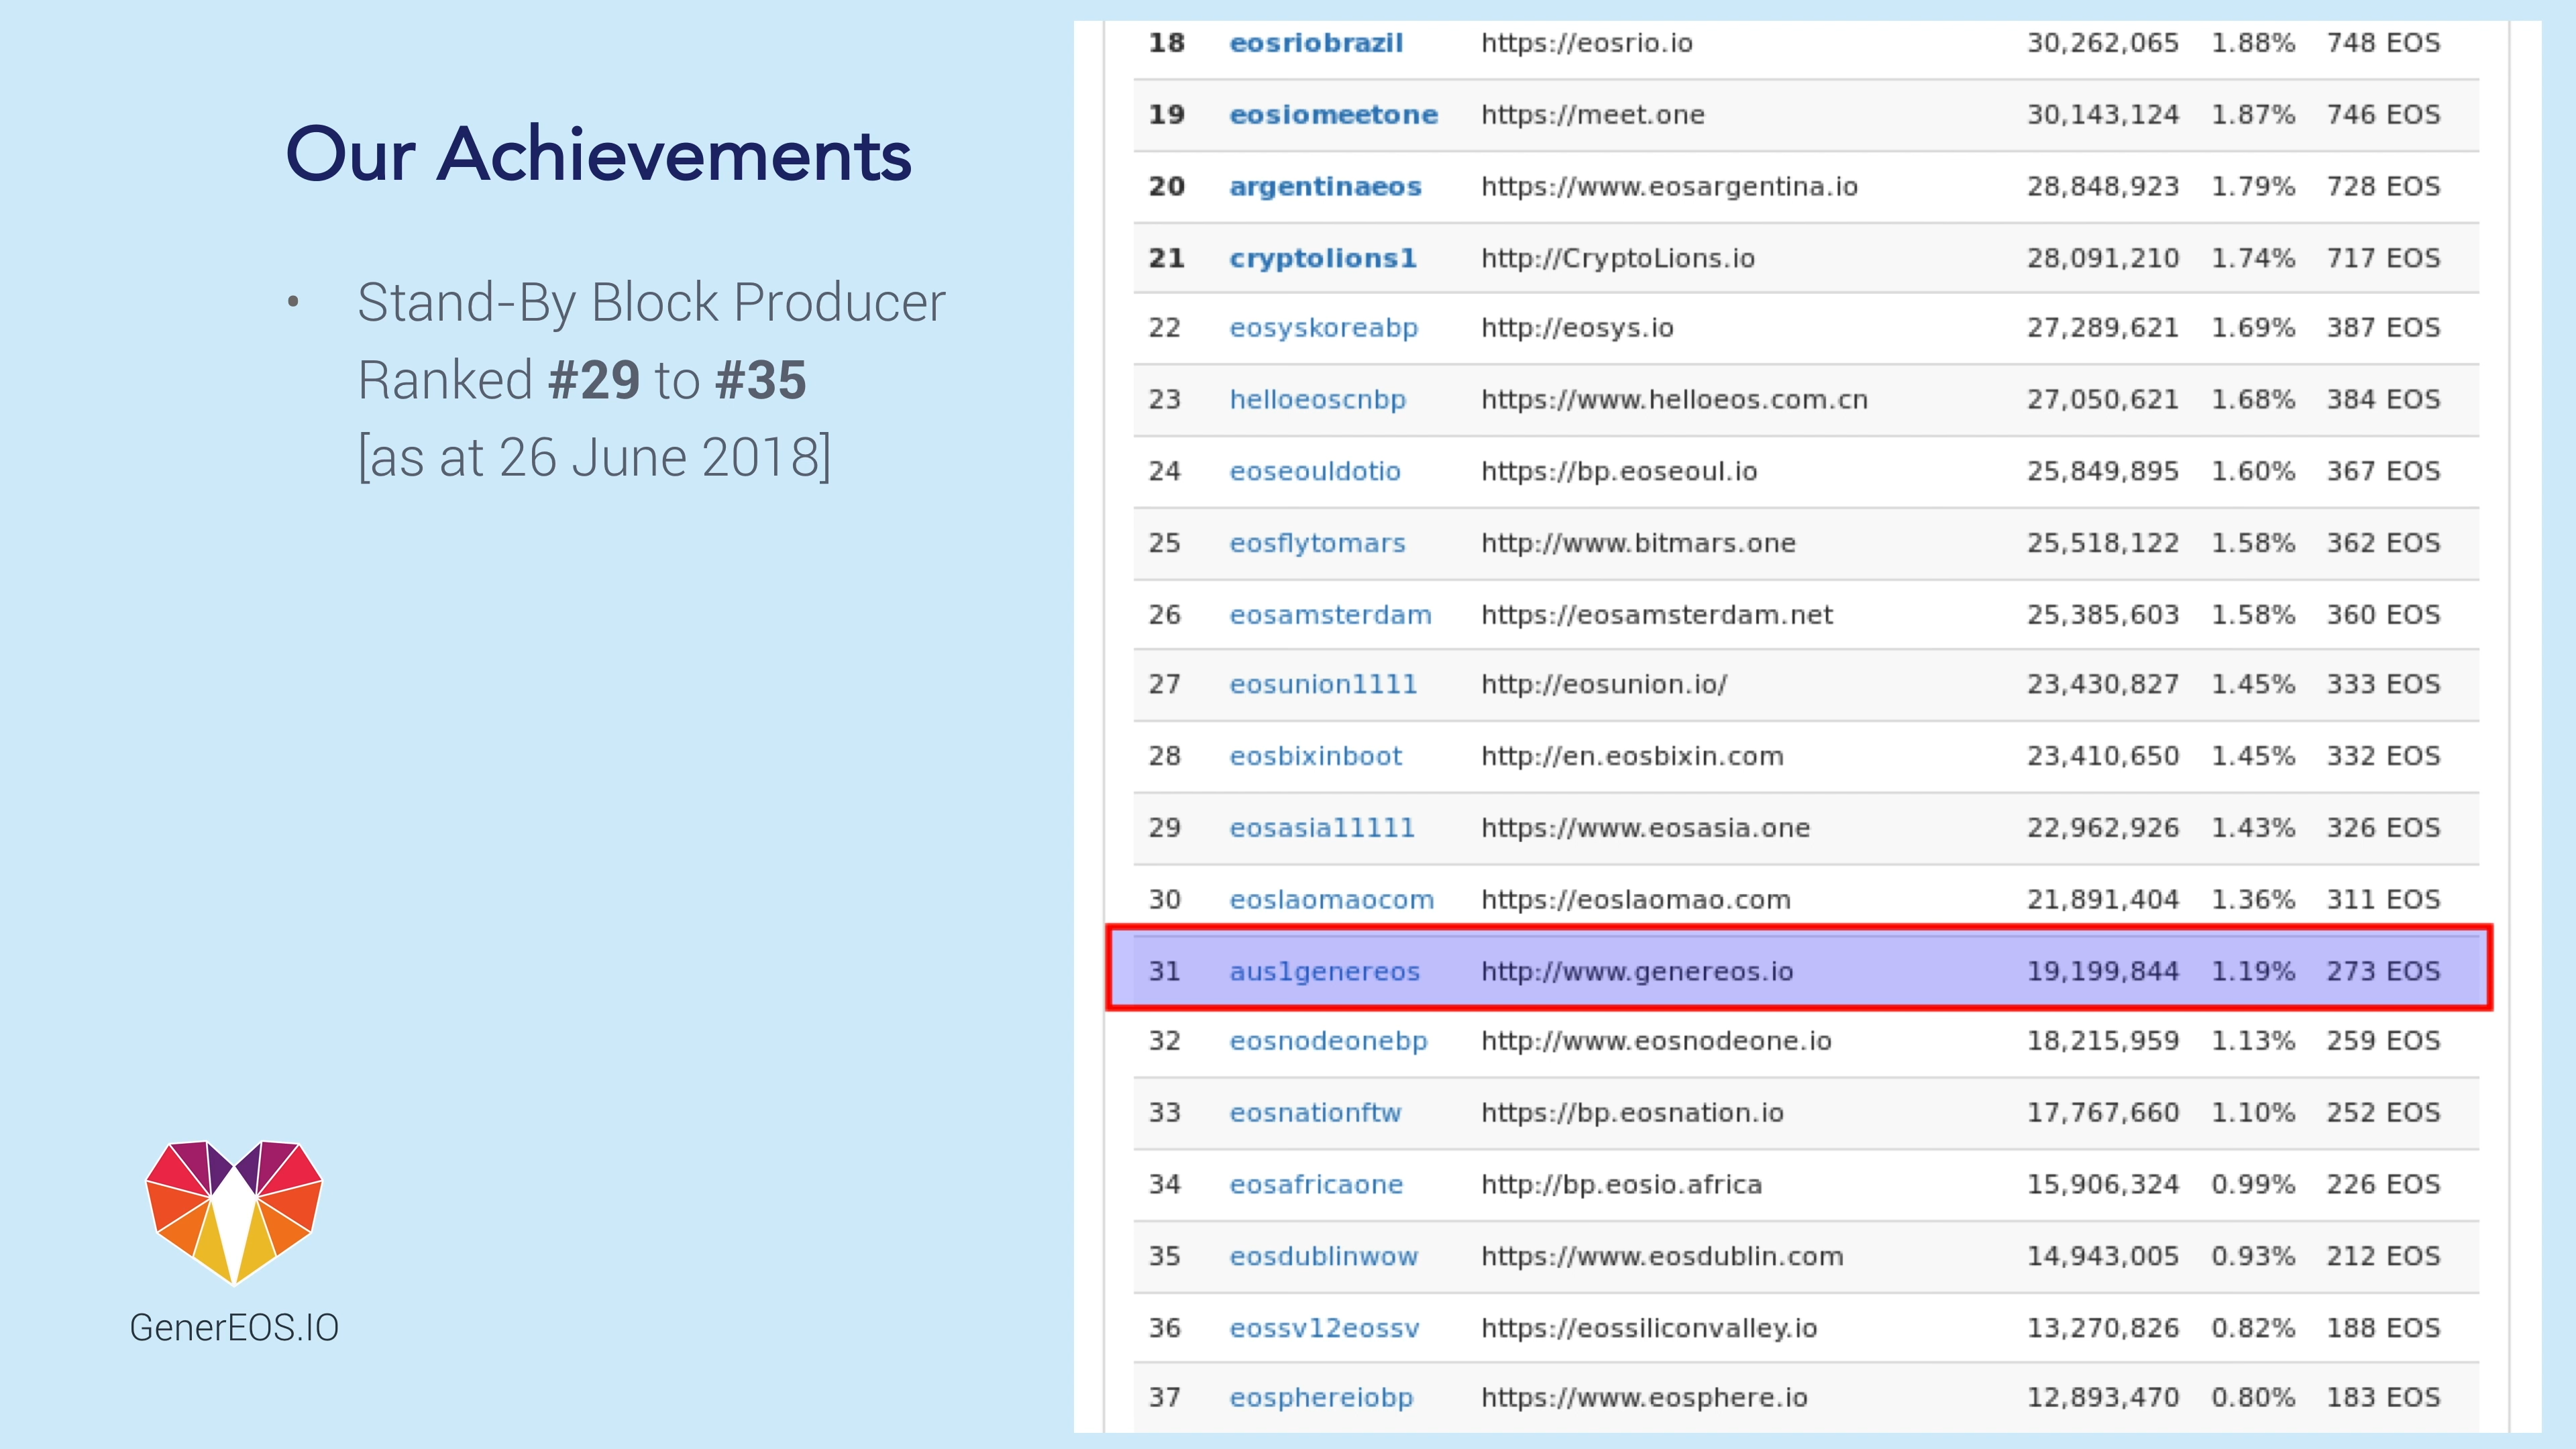 Our Achievements
• Stand-By Block Producer
Ranked #29 to #35
[as at 26 June 2018]
GenerEOS.IO
18 eosriobrazil https://eosrio.io 30,262,065 1.88% 748 EOS
19 eosiomeetone https://meet.one 30,143,124 1.87% 746 EOS
20 argentinaeos https://www.eosargentina.io 28,848,923 1.79% 728 EOS
21 cryptolions1 http://CryptoLions.io 28,091,210 1.74% 717 EOS
22 eosyskoreabp http://eosys.io 27,289,621 1.69% 387 EOS
23 helloeoscnbp https://www.helloeos.com.cn 27,050,621 1.68% 384 EOS
24 eoseouldotio https://bp.eoseoul.io 25,849,895 1.60% 367 EOS
25 eosflytomars http://www.bitmars.one 25,518,122 1.58% 362 EOS
26 eosamsterdam https://eosamsterdam.net 25,385,603 1.58% 360 EOS
27 eosunion1111 http://eosunion.io/ 23,430,827 1.45% 333 EOS
28 eosbixinboot http://en.eosbixin.com 23,410,650 1.45% 332 EOS
29 eosasia11111 https://www.eosasia.one 22,962,926 1.43% 326 EOS
30 eoslaomaocom https://eoslaomao.com 21,891,404 1.36% 311 EOS
31 aus1genereos http://www.genereos.io 19,199,844 1.19% 273 EOS
32 eosnodeonebp http://www.eosnodeone.io 18,215,959 1.13% 259 EOS
33 eosnationftw https://bp.eosnation.io 17,767,660 1.10% 252 EOS
34 eosafricaone http://bp.eosio.africa 15,906,324 0.99% 226 EOS
35 eosdublinwow https://www.eosdublin.com 14,943,005 0.93% 212 EOS
36 eossv12eossv https://eossiliconvalley.io 13,270,826 0.82% 188 EOS
37 eosphereiobp https://www.eosphere.io 12,893,470 0.80% 183 EOS